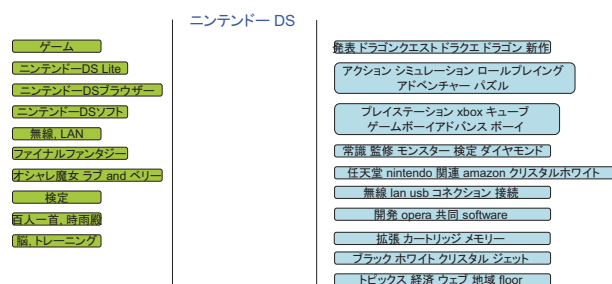 ニンテンドー DS
ゲーム
ニンテンドーDS Lite
ニンテンドーDSブラウザー
ニンテンドーDSソフト
無線, LAN
ファイナルファンタジー
オシャレ魔女 ラブ and ベリー
検定
百人一首, 時雨殿
脳, トレーニング
発表 ドラゴンクエスト ドラクエ ドラゴン 新作
アクション シミュレーション ロールプレイング
アドベンチャー パズル
プレイステーション xbox キューブ
ゲームボーイアドバンス ボーイ
常識 監修 モンスター 検定 ダイヤモンド
任天堂 nintendo 関連 amazon クリスタルホワイト
無線 lan usb コネクション 接続
開発 opera 共同 software
拡張 カートリッジ メモリー
ブラック ホワイト クリスタル ジェット
トピックス 経済 ウェブ 地域 floor